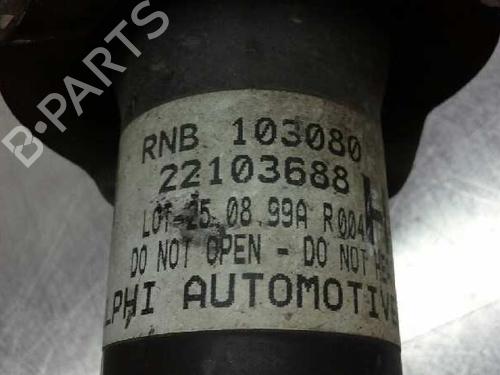 B-PARTS
RNB 103080
22103688
LOT-25.08.99A R004
DO NOT OPEN - DO NOT
LPHI AUTOMOTIVE